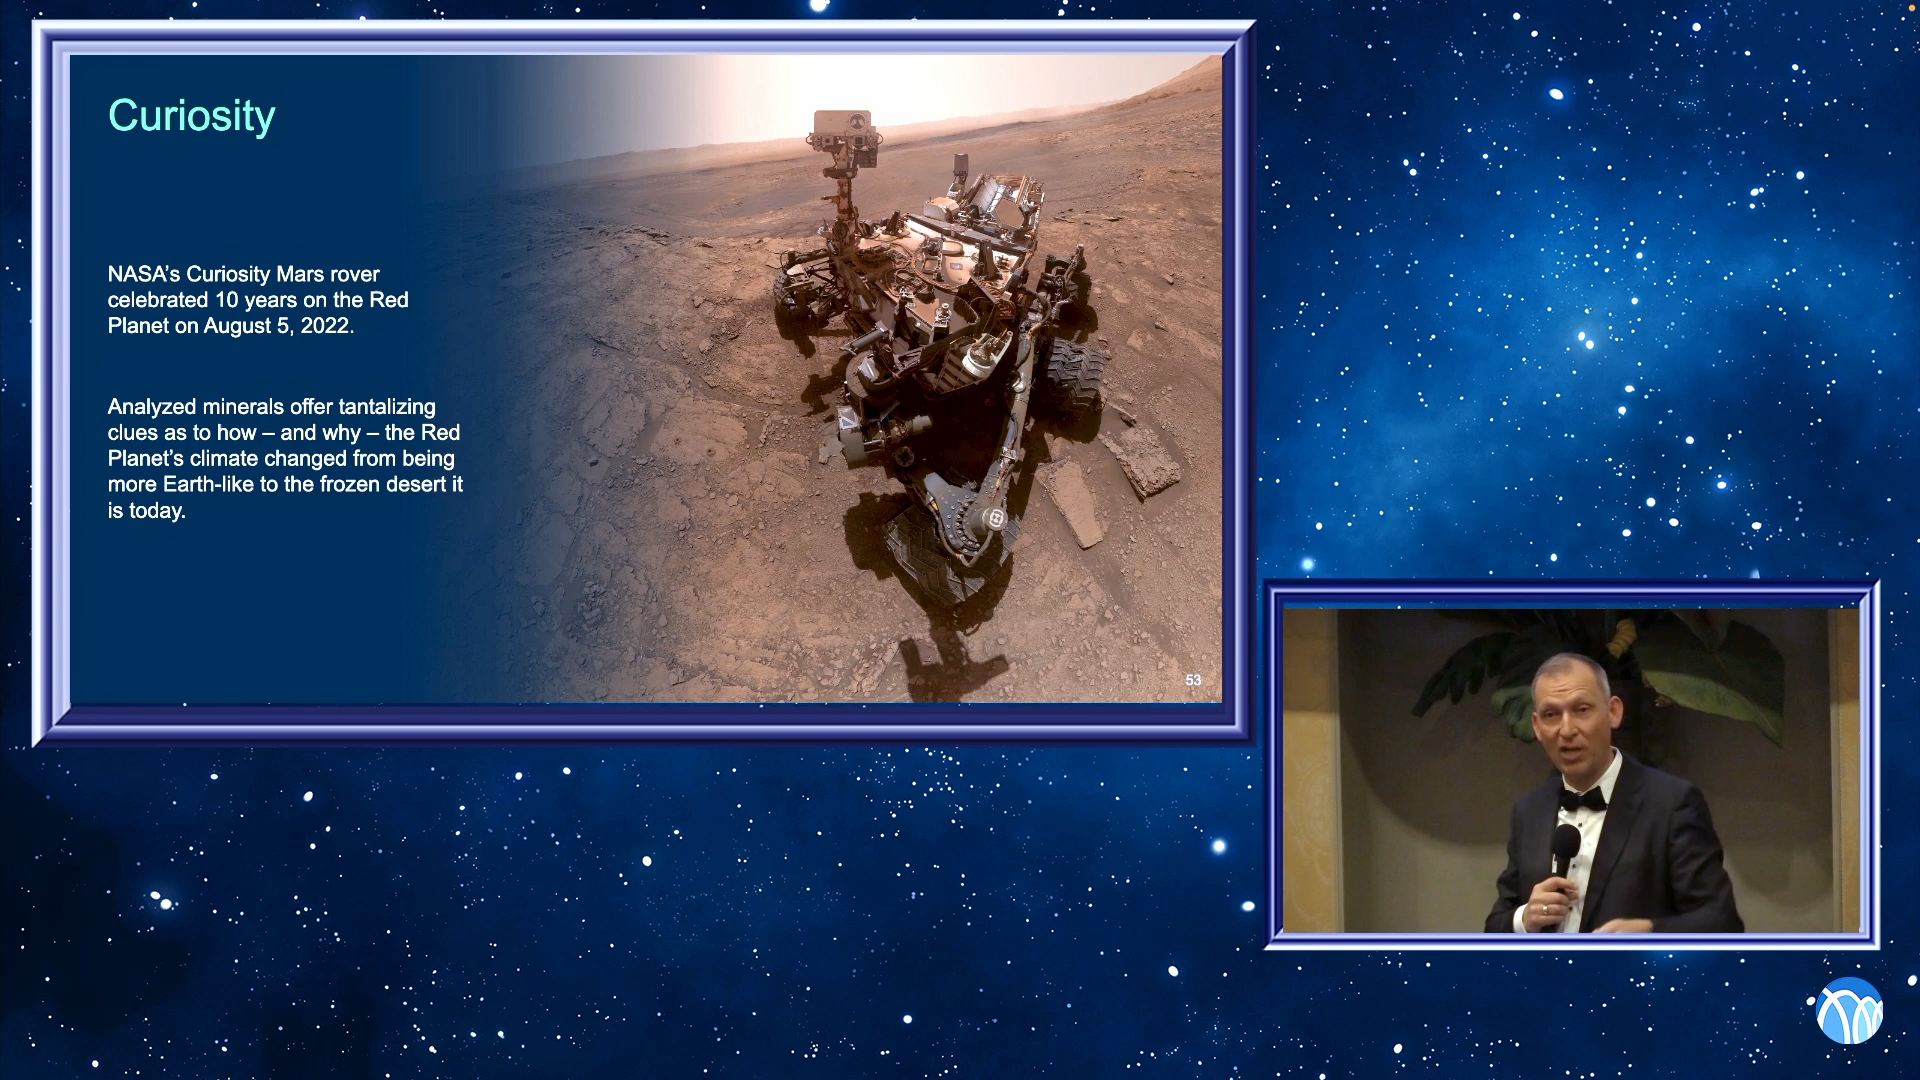 Curiosity
NASA’s Curiosity Mars rover
celebrated 10 years on the Red
Planet on August 5, 2022.
Analyzed minerals offer tantalizing
clues as to how – and why – the Red
Planet’s climate changed from being
more Earth-like to the frozen desert it
is today.
53